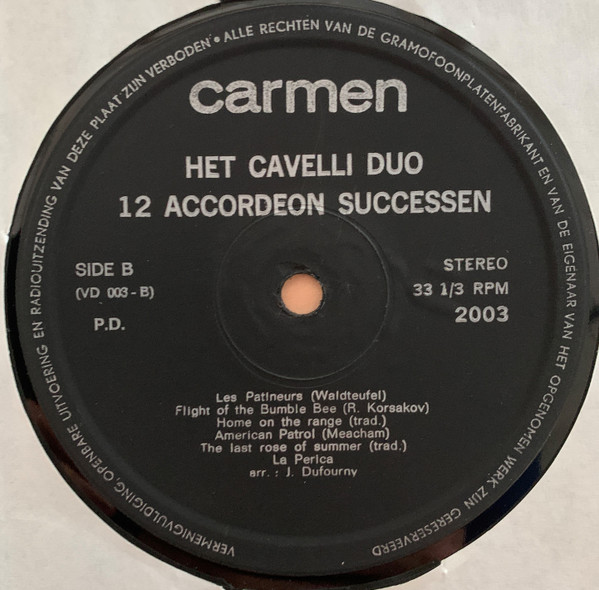 carmen
HET CAVELLI DUO
12 ACCORDEON SUCCESSEN
SIDE B
(VD 003 - B)
P.D.
STEREO
33 1/3 RPM
2003
Les Patineurs (Waldteufel)
Flight of the Bumble Bee (R. Korsakov)
Home on the range (trad.)
American Patrol (Meacham)
The last rose of summer (trad.)
La Perica
arr. : J. Dufourny
ALLE RECHTEN VAN DE GRAMOFOONPLATENFABRIKANT EN VAN DE EIGENAAR VAN HET OPGENOMEN WERK ZIJN GERESERVEERD
VERMENIGVULDIGING, OPENBARE UITVOERING EN RADIOUITZENDING VAN DEZE PLAAT ZIJN VERBODEN •